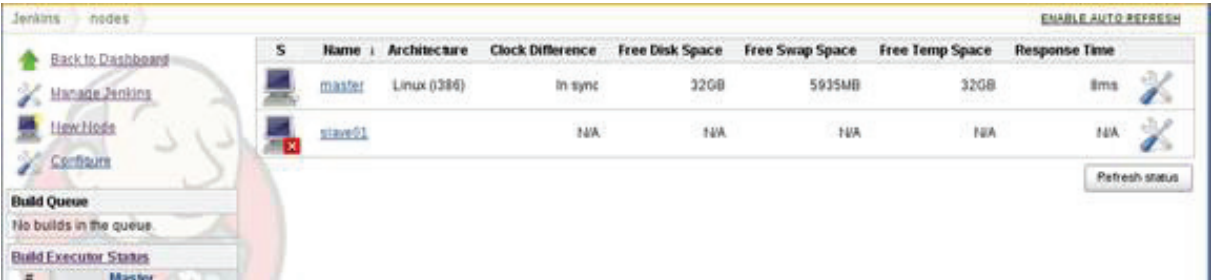 Jenkins nodes ENABLE AUTO REFRESH
Back to Dashboard
Manage Jenkins
New Node
Configure
Build Queue
No builds in the queue.
Build Executor Status
# Master
S Name ↓ Architecture Clock Difference Free Disk Space Free Swap Space Free Temp Space Response Time
master Linux (i386) In sync 32GB 5935MB 32GB 8ms
slave01 N/A N/A N/A N/A N/A
Refresh status